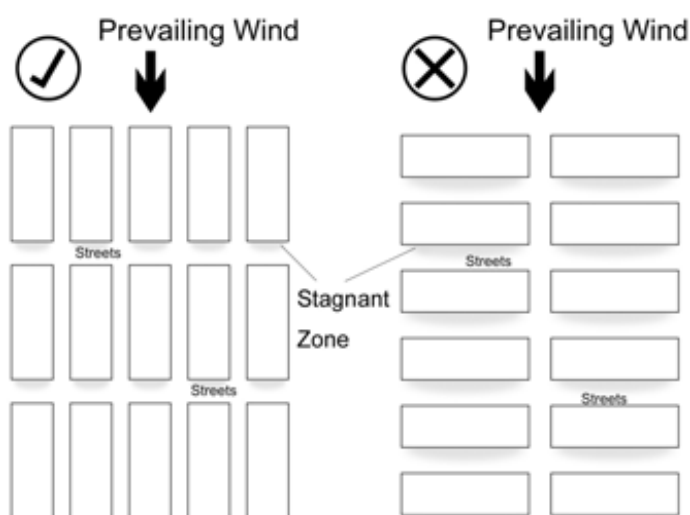 Prevailing Wind
Prevailing Wind
Streets
Streets
Stagnant
Zone
Streets
Streets